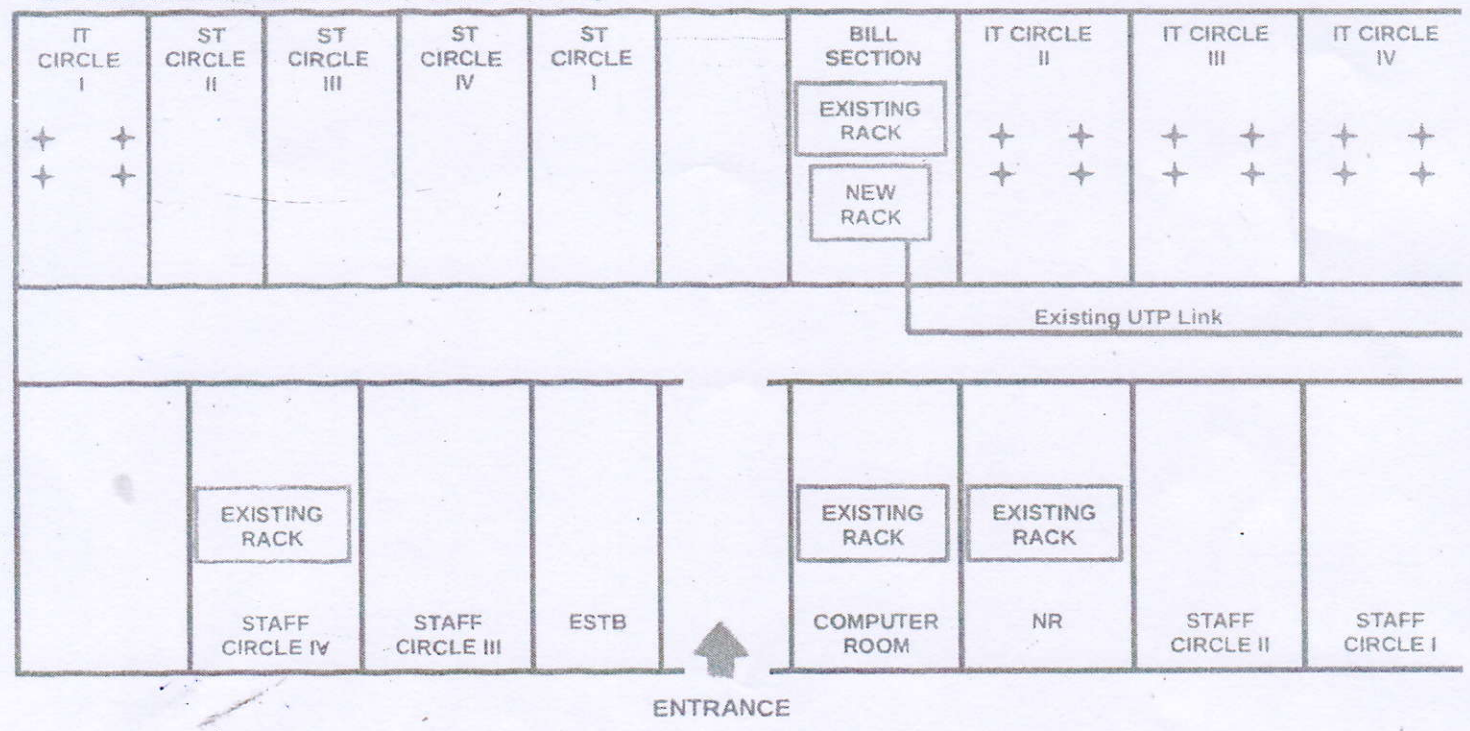 IT
CIRCLE
I
ST
CIRCLE
II
ST
CIRCLE
III
ST
CIRCLE
IV
ST
CIRCLE
I
BILL
SECTION
EXISTING
RACK
NEW
RACK
IT CIRCLE
II
IT CIRCLE
III
IT CIRCLE
IV
Existing UTP Link
EXISTING
RACK
STAFF
CIRCLE IV
STAFF
CIRCLE III
ESTB
EXISTING
RACK
COMPUTER
ROOM
EXISTING
RACK
NR
STAFF
CIRCLE II
STAFF
CIRCLE I
ENTRANCE